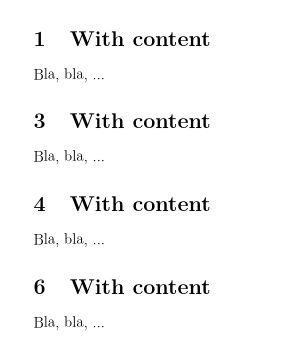 1 With content
Bla, bla, ...
3 With content
Bla, bla, ...
4 With content
Bla, bla, ...
6 With content
Bla, bla, ...